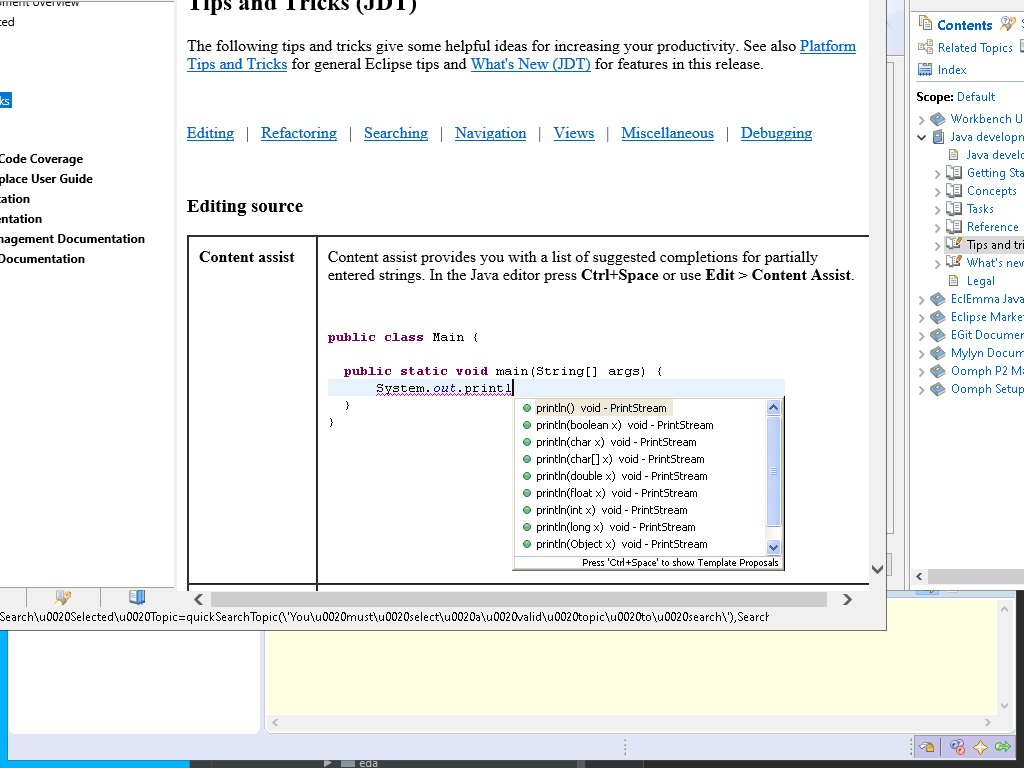 Tips and Tricks (JDT)
The following tips and tricks give some helpful ideas for increasing your productivity. See also Platform
Tips and Tricks for general Eclipse tips and What's New (JDT) for features in this release.
ks
Editing | Refactoring | Searching | Navigation | Views | Miscellaneous | Debugging
Code Coverage
place User Guide
tation
entation
nagement Documentation
Documentation
Editing source
Content assist
Content assist provides you with a list of suggested completions for partially
entered strings. In the Java editor press Ctrl+Space or use Edit > Content Assist.
public class Main {
public static void main(String[] args) {
System.out.printl
}
}
println() void - PrintStream
println(boolean x) void - PrintStream
println(char x) void - PrintStream
println(char[] x) void - PrintStream
println(double x) void - PrintStream
println(float x) void - PrintStream
println(int x) void - PrintStream
println(long x) void - PrintStream
println(Object x) void - PrintStream
Press 'Ctrl+Space' to show Template Proposals
Search\u0020Selected\u0020Topic=quickSearchTopic(\'You\u0020must\u0020select\u0020a\u0020valid\u0020topic\u0020to\u0020search\'),Search
Contents
Related Topics
Index
Scope: Default
Workbench U
Java developm
Java develo
Getting Sta
Concepts
Tasks
Reference
Tips and tri
What's new
Legal
EclEmma Java
Eclipse Marke
EGit Documen
Mylyn Docum
Oomph P2 Ma
Oomph Setup
eda